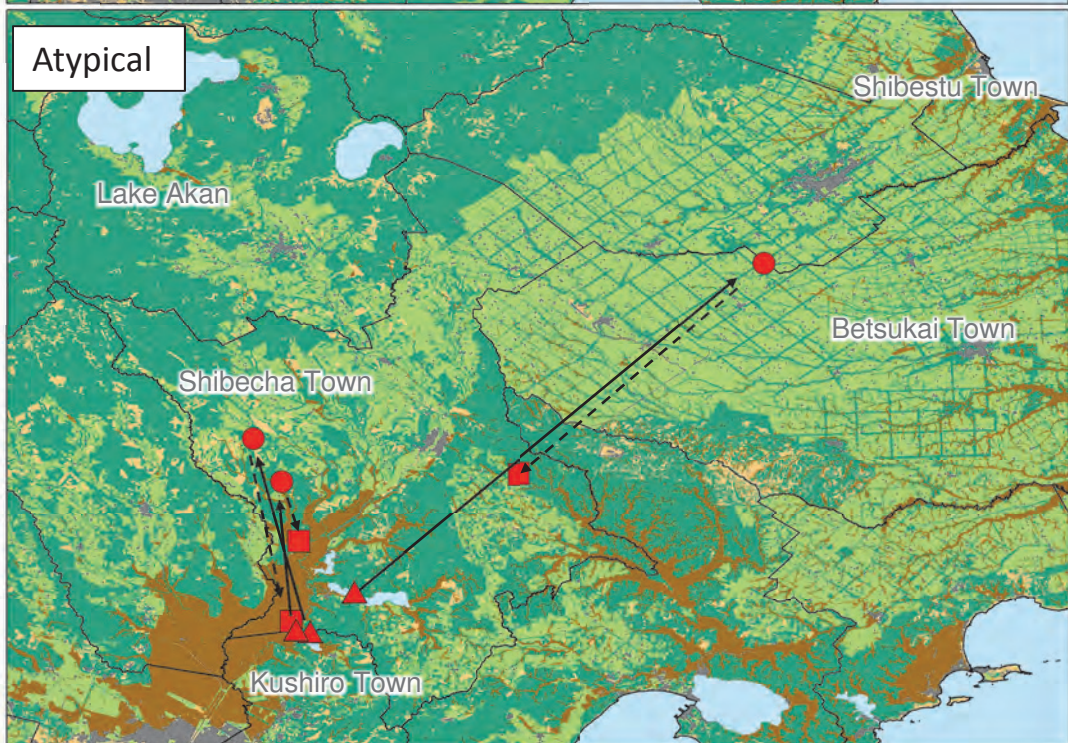 Atypical
Shibestu Town
Lake Akan
Betsukai Town
Shibecha Town
Kushiro Town